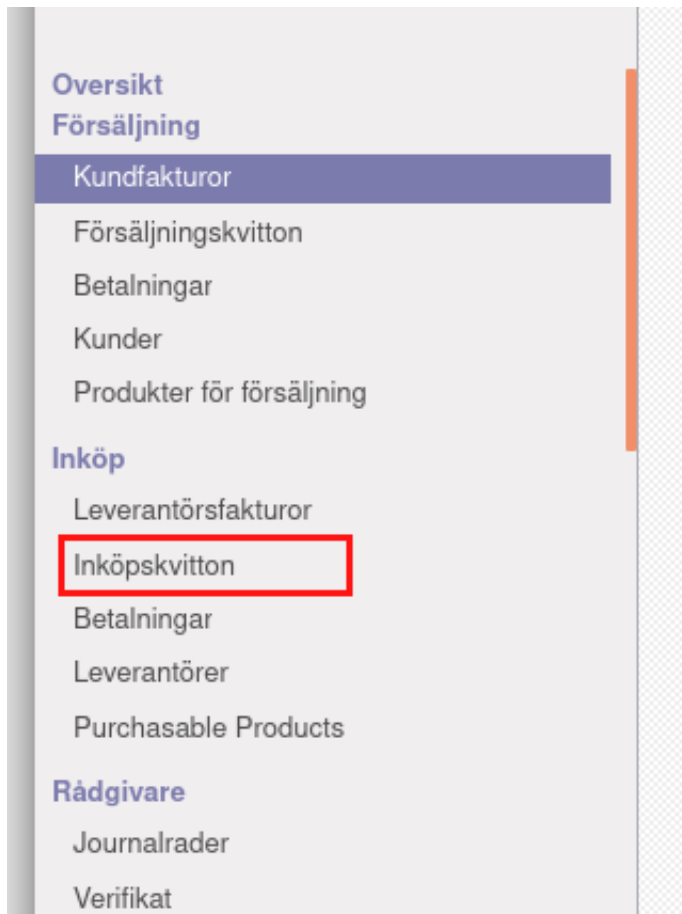 Oversikt
Försäljning
Kundfakturor
Försäljningskvitton
Betalningar
Kunder
Produkter för försäljning
Inköp
Leverantörsfakturor
Inköpskvitton
Betalningar
Leverantörer
Purchasable Products
Rådgivare
Journalrader
Verifikat